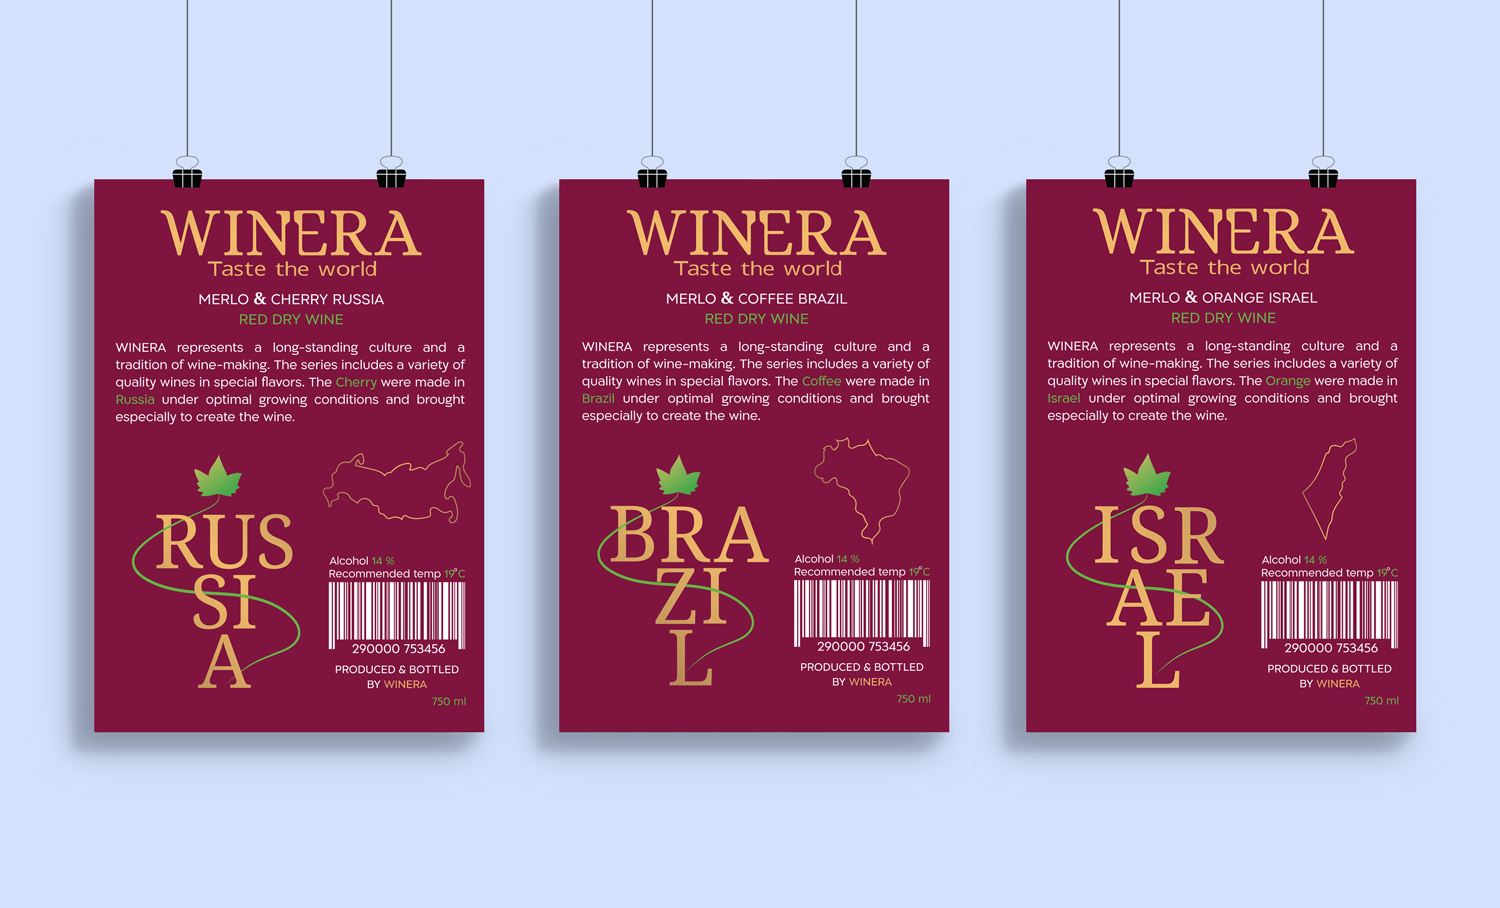 WINERA
Taste the world
MERLO & CHERRY RUSSIA
RED DRY WINE
WINERA represents a long-standing culture and a
tradition of wine-making. The series includes a variety of
quality wines in special flavors. The Cherry were made in
Russia under optimal growing conditions and brought
especially to create the wine.
RUS
SI
A
Alcohol 14 %
Recommended temp 19°C
290000 753456
PRODUCED & BOTTLED
BY WINERA
750 ml
WINERA
Taste the world
MERLO & COFFEE BRAZIL
RED DRY WINE
WINERA represents a long-standing culture and a
tradition of wine-making. The series includes a variety of
quality wines in special flavors. The Coffee were made in
Brazil under optimal growing conditions and brought
especially to create the wine.
BRA
ZI
L
Alcohol 14 %
Recommended temp 19°C
290000 753456
PRODUCED & BOTTLED
BY WINERA
750 ml
WINERA
Taste the world
MERLO & ORANGE ISRAEL
RED DRY WINE
WINERA represents a long-standing culture and a
tradition of wine-making. The series includes a variety of
quality wines in special flavors. The Orange were made in
Israel under optimal growing conditions and brought
especially to create the wine.
ISR
AE
L
Alcohol 14 %
Recommended temp 19°C
290000 753456
PRODUCED & BOTTLED
BY WINERA
750 ml